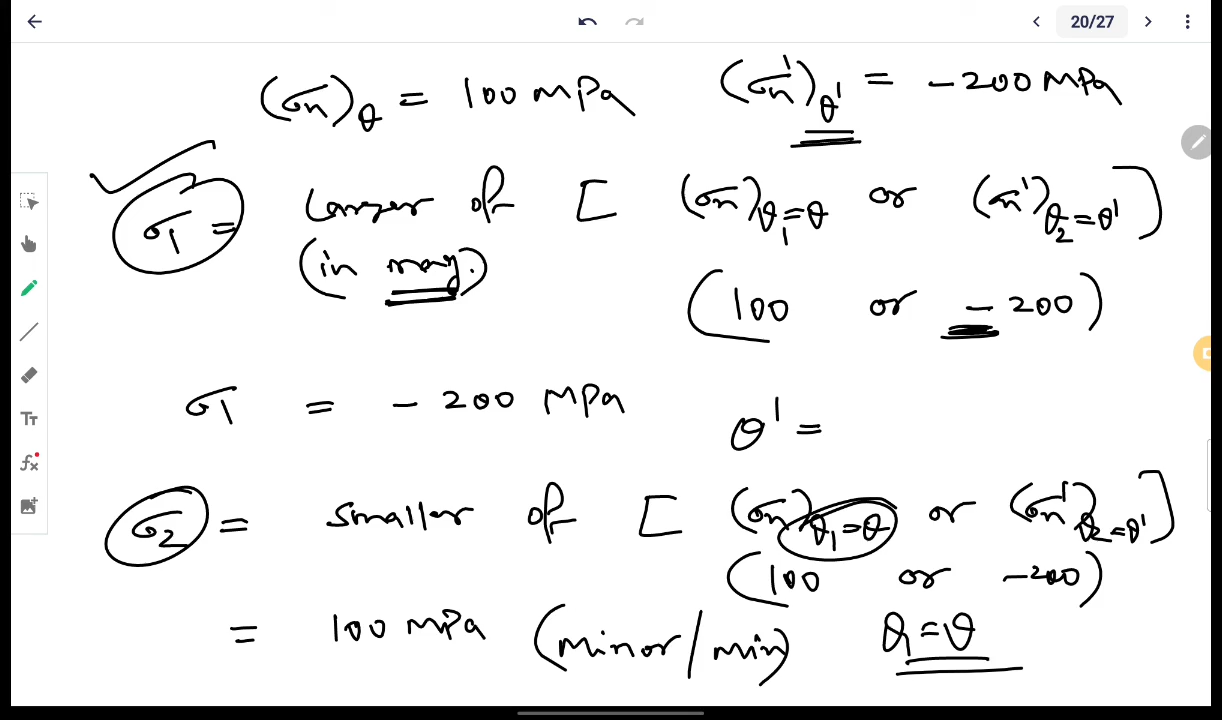 20/27
(σn)θ = 100 MPa (σn')θ' = -200 MPa
σ1 = Larger of [ (σn)θ1=θ or (σn')θ2=θ' ]
(in mag.)
(100 or -200)
σ1 = -200 MPa θ' =
σ2 = Smaller of [ (σn)θ1=θ or (σn')θ2=θ' ]
(100 or -200)
= 100 MPa (minor/min) θ1=θ
Tт
fx